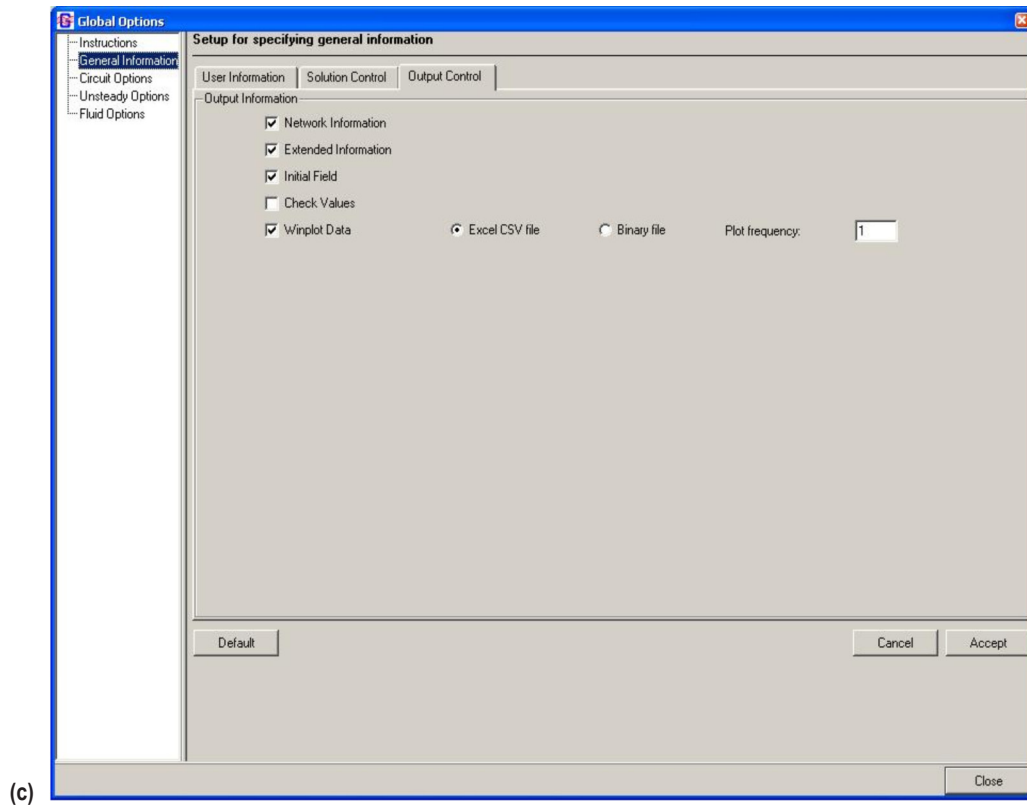 Global Options
Instructions
General Information
Circuit Options
Unsteady Options
Fluid Options
Setup for specifying general information
User Information
Solution Control
Output Control
Output Information
Network Information
Extended Information
Initial Field
Check Values
Winplot Data
Excel CSV file
Binary file
Plot frequency:
1
Default
Cancel
Accept
Close
(c)